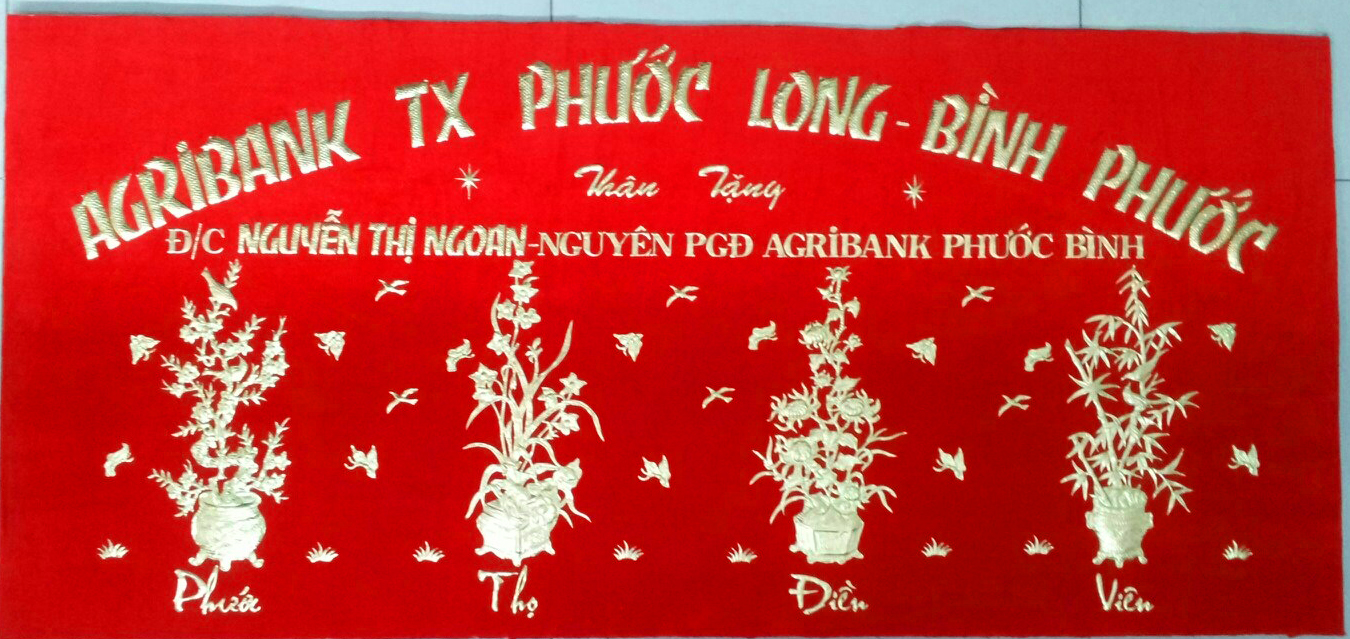 AGRIBANK TX PHƯỚC LONG - BÌNH PHƯỚC
Thân Tặng
Đ/C NGUYỄN THỊ NGOAN-NGUYÊN PGĐ AGRIBANK PHƯỚC BÌNH
Phước Thọ Điền Viên